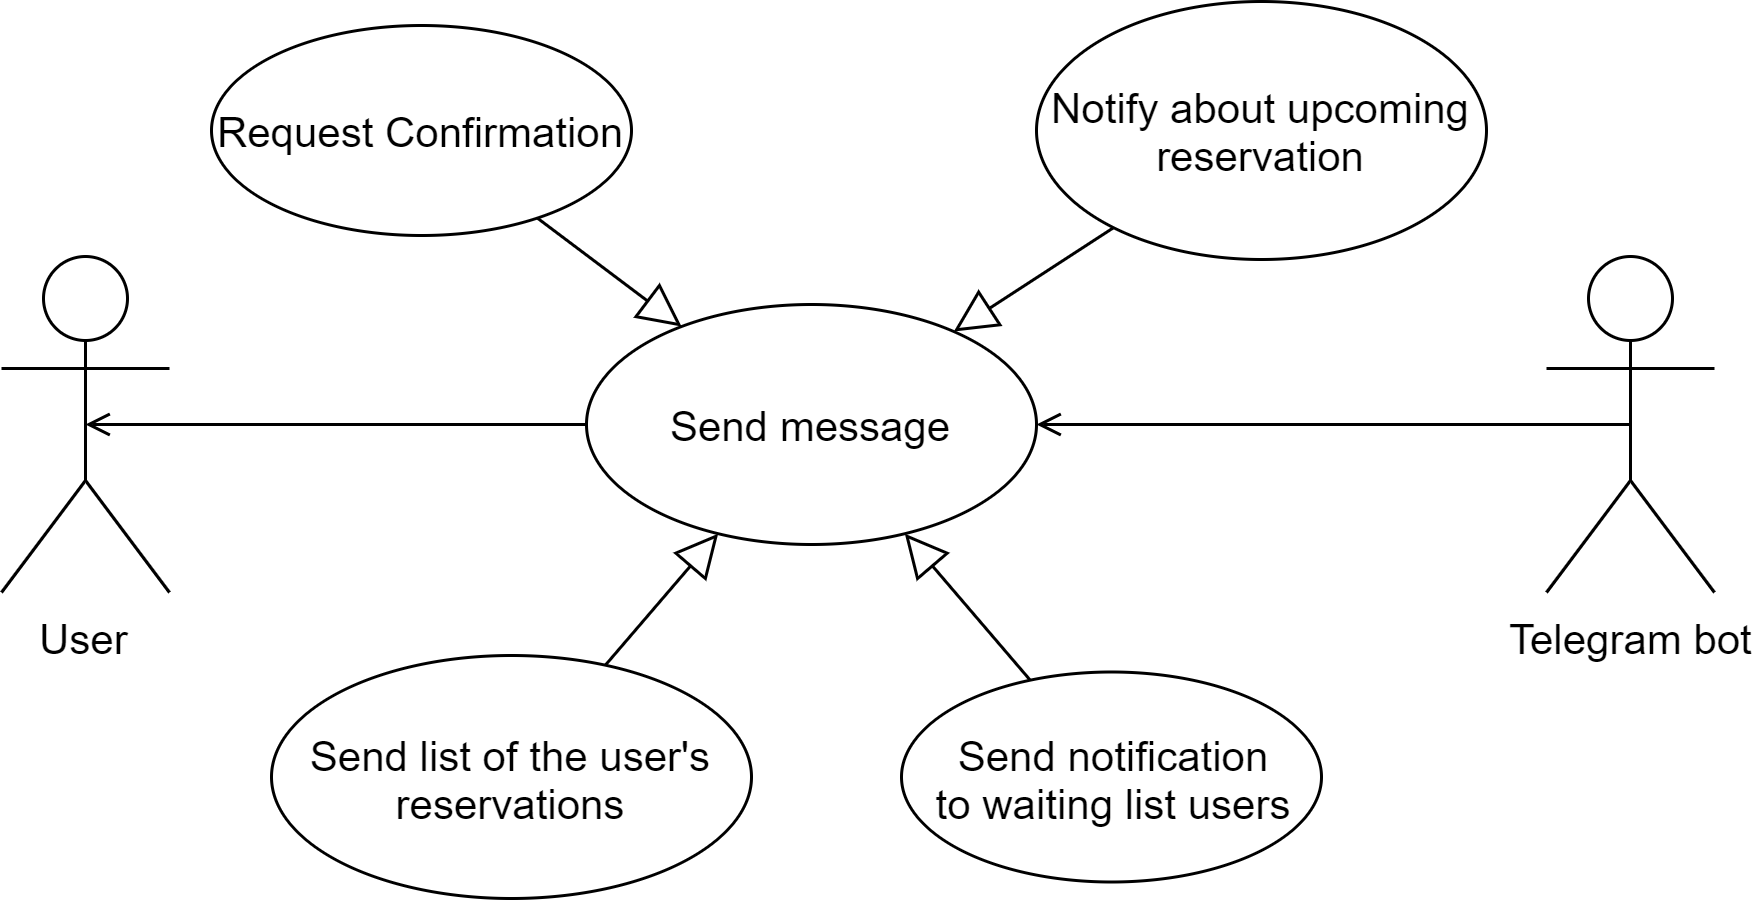 Request Confirmation
Notify about upcoming
reservation
Send message
User
Telegram bot
Send list of the user's
reservations
Send notification
to waiting list users